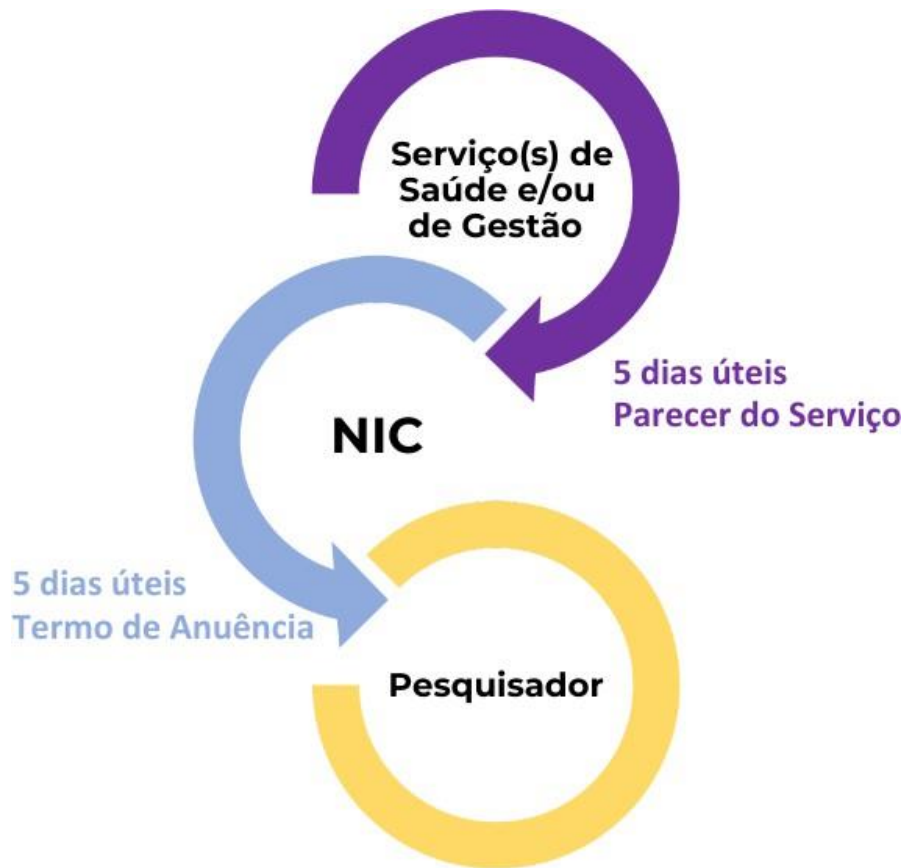 Serviço(s) de
Saúde e/ou
de Gestão
5 dias úteis
Parecer do Serviço
NIC
5 dias úteis
Termo de Anuência
Pesquisador